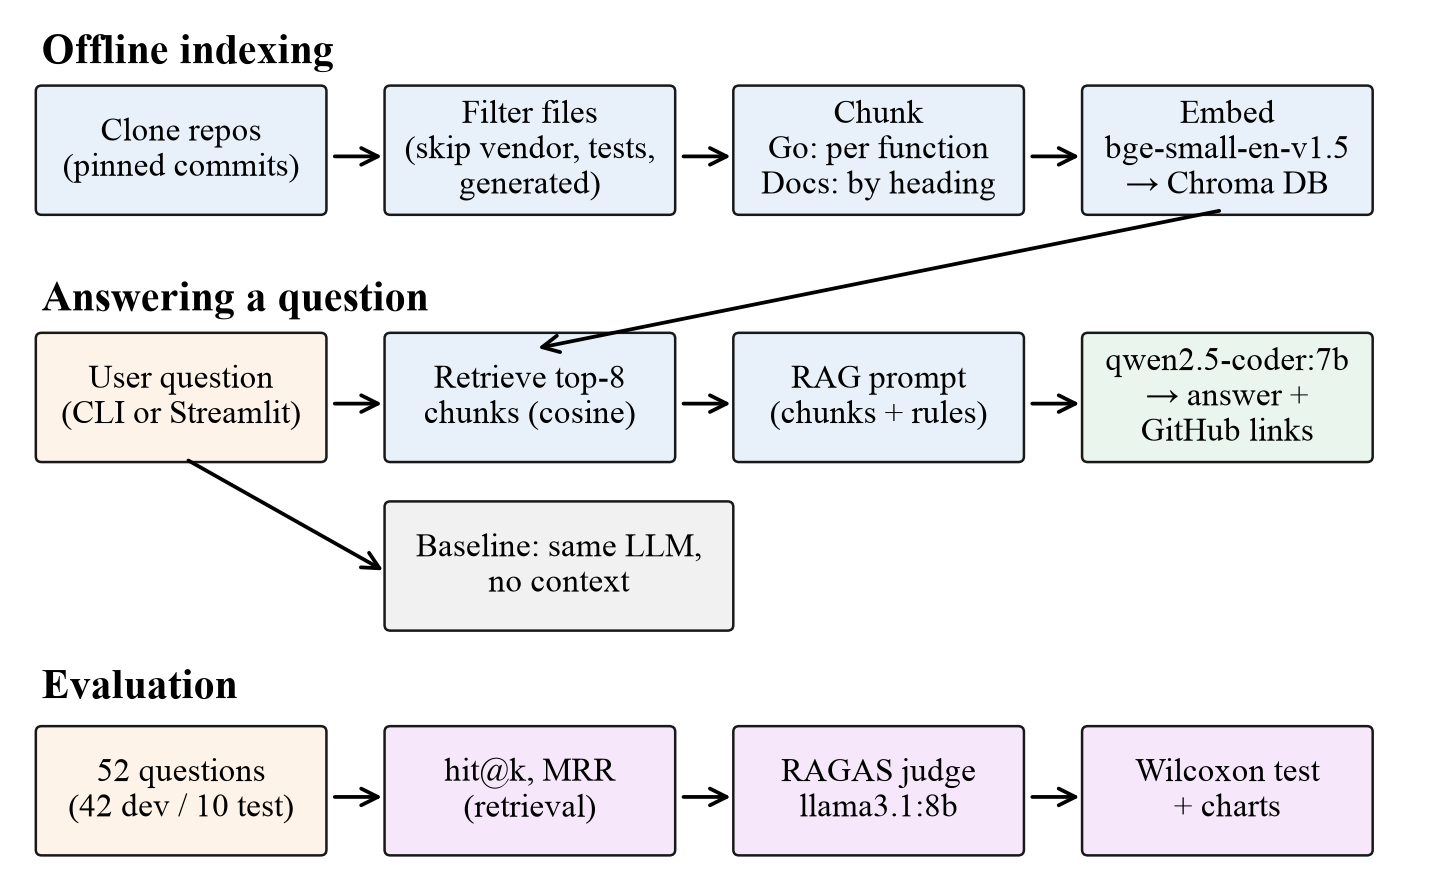 Offline indexing
Clone repos
(pinned commits)
Filter files
(skip vendor, tests,
generated)
Chunk
Go: per function
Docs: by heading
Embed
bge-small-en-v1.5
→ Chroma DB
Answering a question
User question
(CLI or Streamlit)
Retrieve top-8
chunks (cosine)
RAG prompt
(chunks + rules)
qwen2.5-coder:7b
→ answer +
GitHub links
Baseline: same LLM,
no context
Evaluation
52 questions
(42 dev / 10 test)
hit@k, MRR
(retrieval)
RAGAS judge
llama3.1:8b
Wilcoxon test
+ charts